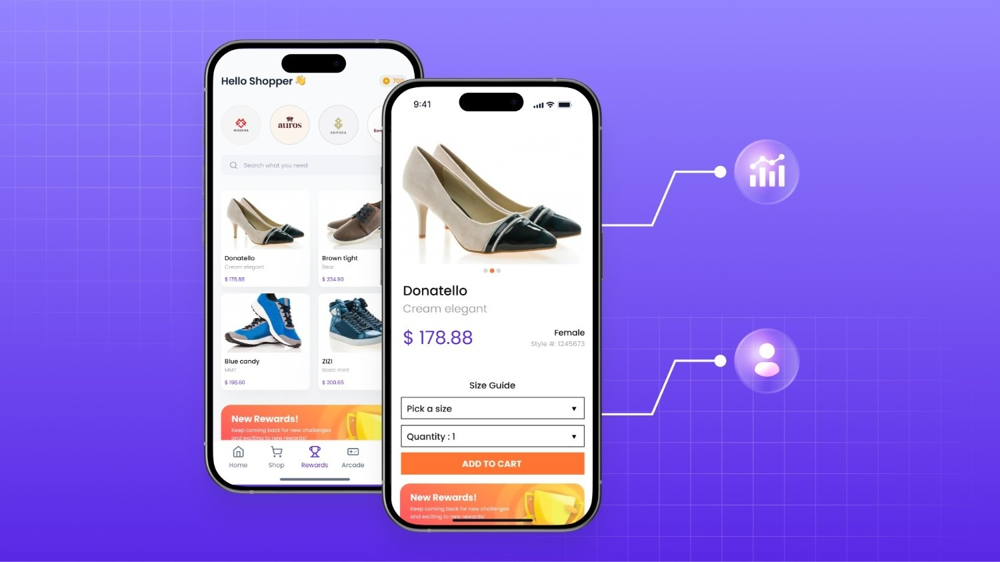 Hello Shopper
700
MODENA
auros
SOPHIA
Search what you need
Donatello
Cream elegant
$ 178.88
Brown tight
Bear
$ 234.90
Blue candy
MMT
$ 198.60
ZIZI
Basic mint
$ 200.65
New Rewards!
Keep coming back for new challenges
and exciting to new rewards!
Home
Shop
Rewards
Arcade
9:41
Donatello
Cream elegant
$ 178.88
Female
Style #: 1245673
Size Guide
Pick a size
Quantity : 1
ADD TO CART
New Rewards!
Keep coming back for new challenges
and exciting to new rewards!